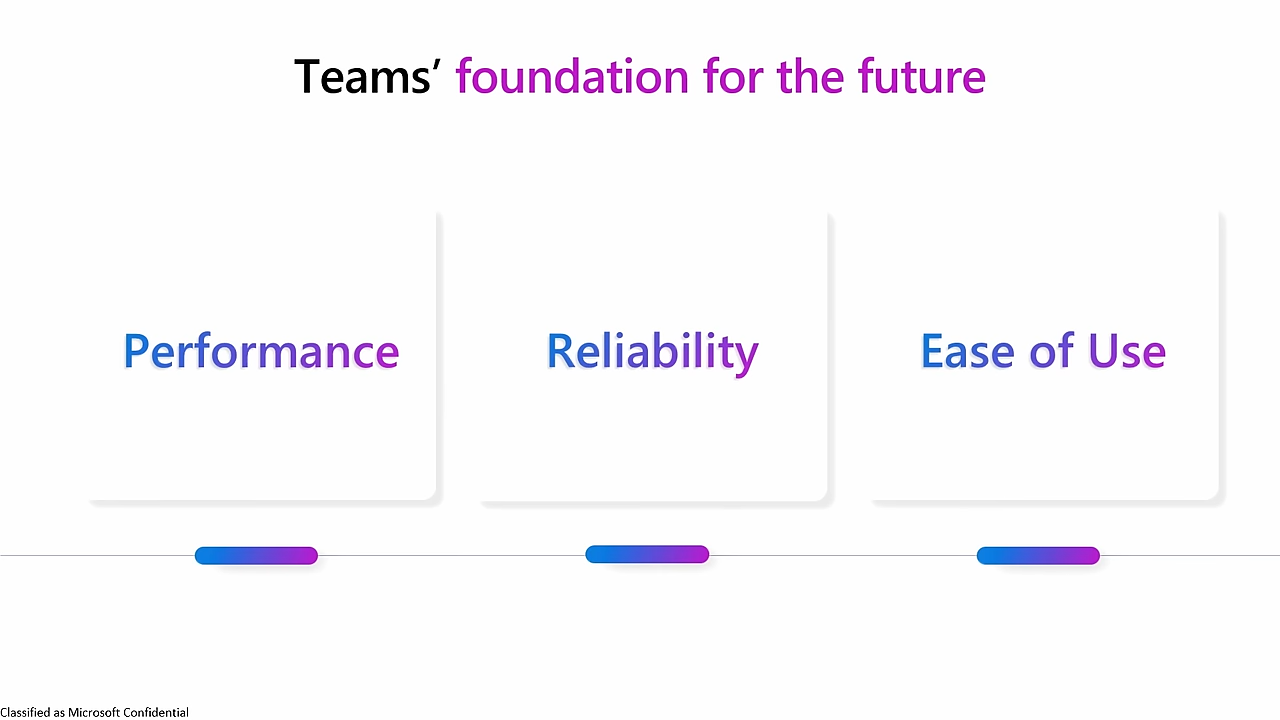 Teams’ foundation for the future
Performance
Reliability
Ease of Use
Classified as Microsoft Confidential